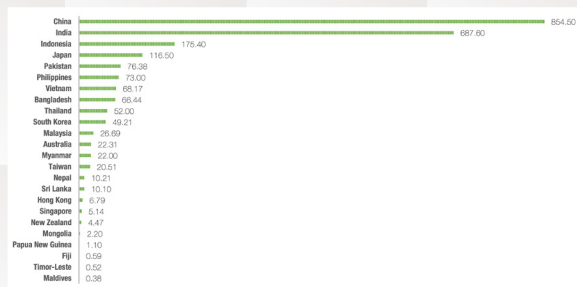 China 854.50
India 687.60
Indonesia 175.40
Japan 116.50
Pakistan 76.38
Philippines 73.00
Vietnam 68.17
Bangladesh 66.44
Thailand 52.00
South Korea 49.21
Malaysia 26.69
Australia 22.31
Myanmar 22.00
Taiwan 20.51
Nepal 10.21
Sri Lanka 10.10
Hong Kong 6.79
Singapore 5.14
New Zealand 4.47
Mongolia 2.20
Papua New Guinea 1.10
Fiji 0.59
Timor-Leste 0.52
Maldives 0.38